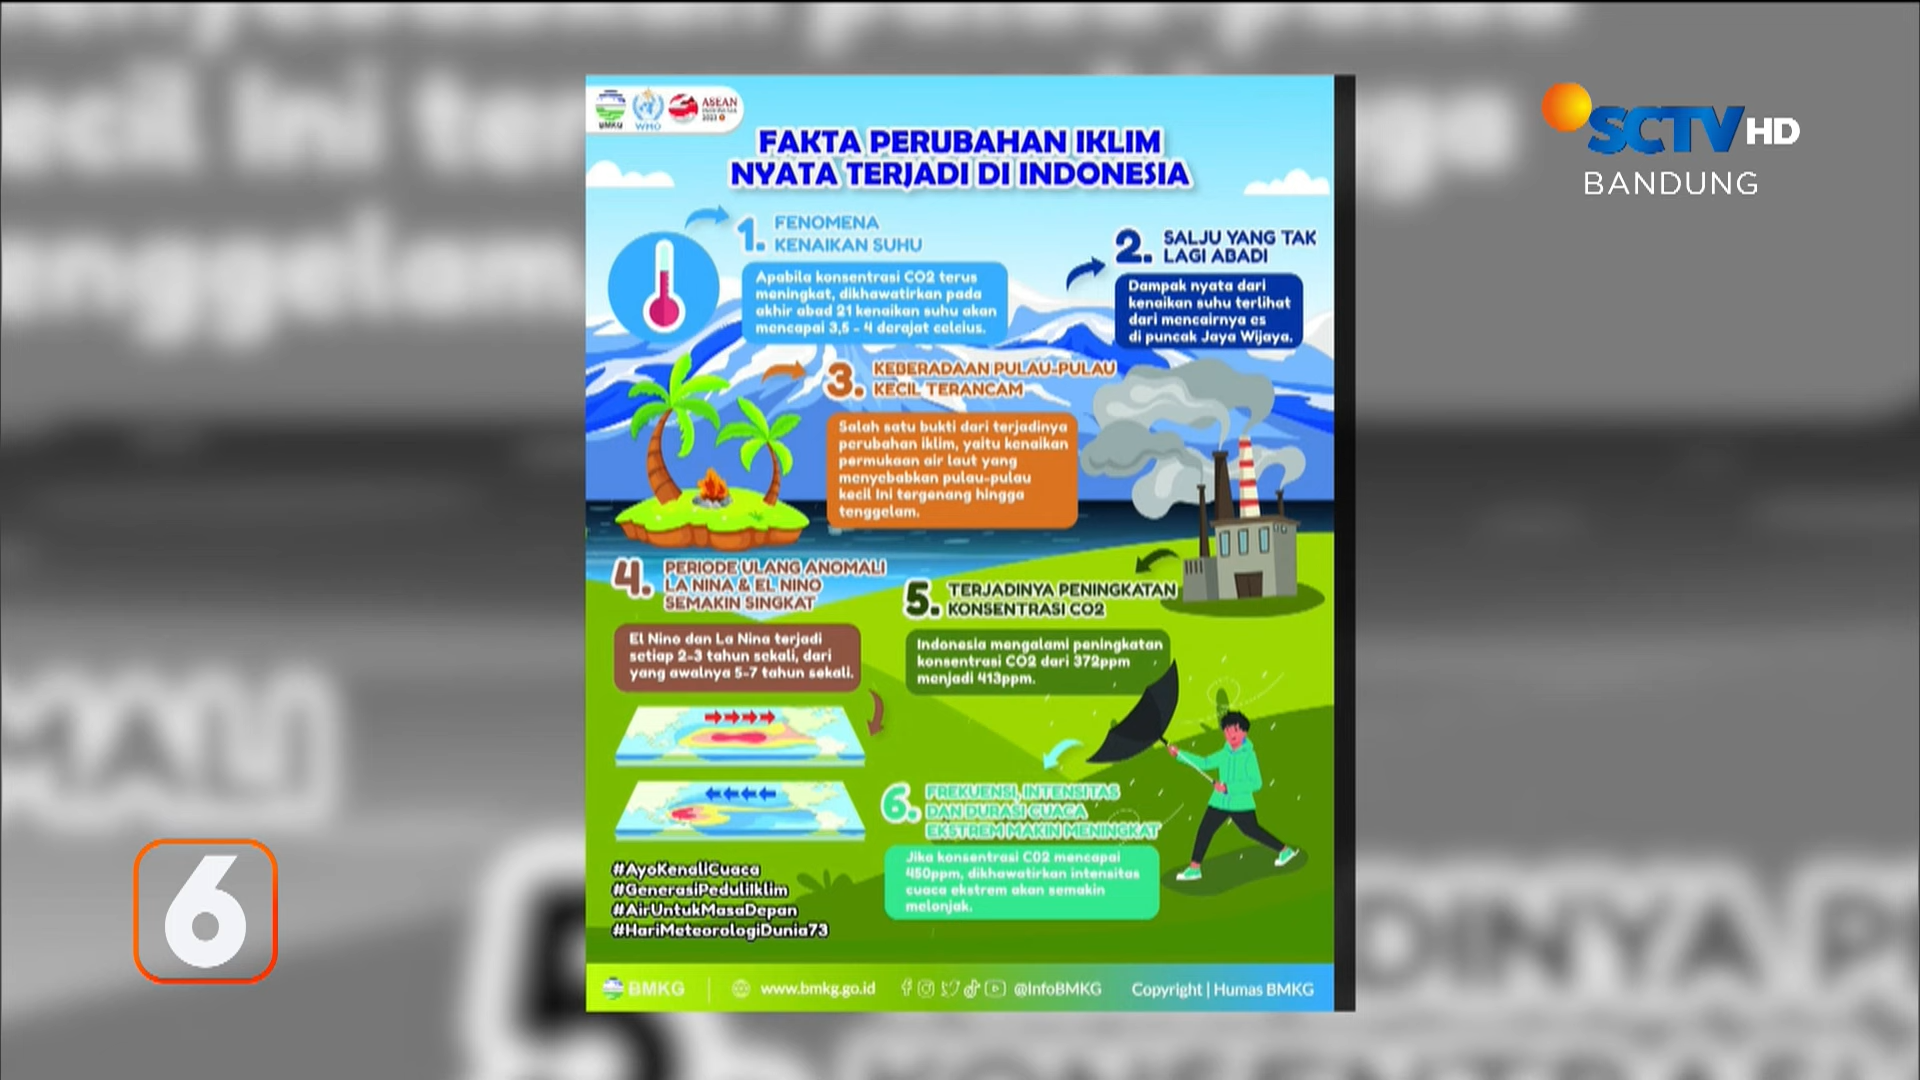 BMKG
WMO
ASEAN
INDONESIA
2023
SCTV HD
BANDUNG
FAKTA PERUBAHAN IKLIM
NYATA TERJADI DI INDONESIA
1. FENOMENA
KENAIKAN SUHU
Apabila konsentrasi CO2 terus
meningkat, dikhawatirkan pada
akhir abad 21 kenaikan suhu akan
mencapai 3,5 - 4 derajat celcius.
2. SALJU YANG TAK
LAGI ABADI
Dampak nyata dari
kenaikan suhu terlihat
dari mencairnya es
di puncak Jaya Wijaya.
3. KEBERADAAN PULAU-PULAU
KECIL TERANCAM
Salah satu bukti dari terjadinya
perubahan iklim, yaitu kenaikan
permukaan air laut yang
menyebabkan pulau-pulau
kecil Ini tergenang hingga
tenggelam.
4. PERIODE ULANG ANOMALI
LA NINA & EL NINO
SEMAKIN SINGKAT
El Nino dan La Nina terjadi
setiap 2-3 tahun sekali, dari
yang awalnya 5-7 tahun sekali.
5. TERJADINYA PENINGKATAN
KONSENTRASI CO2
Indonesia mengalami peningkatan
konsentrasi CO2 dari 372ppm
menjadi 413ppm.
6. FREKUENSI, INTENSITAS
DAN DURASI CUACA
EKSTREM MAKIN MENINGKAT
Jika konsentrasi CO2 mencapai
450ppm, dikhawatirkan intensitas
cuaca ekstrem akan semakin
melonjak.
#AyoKenaliCuaca
#GenerasiPeduliIklim
#AirUntukMasaDepan
#HariMeteorologiDunia73
BMKG
www.bmkg.go.id
@InfoBMKG
Copyright | Humas BMKG
6